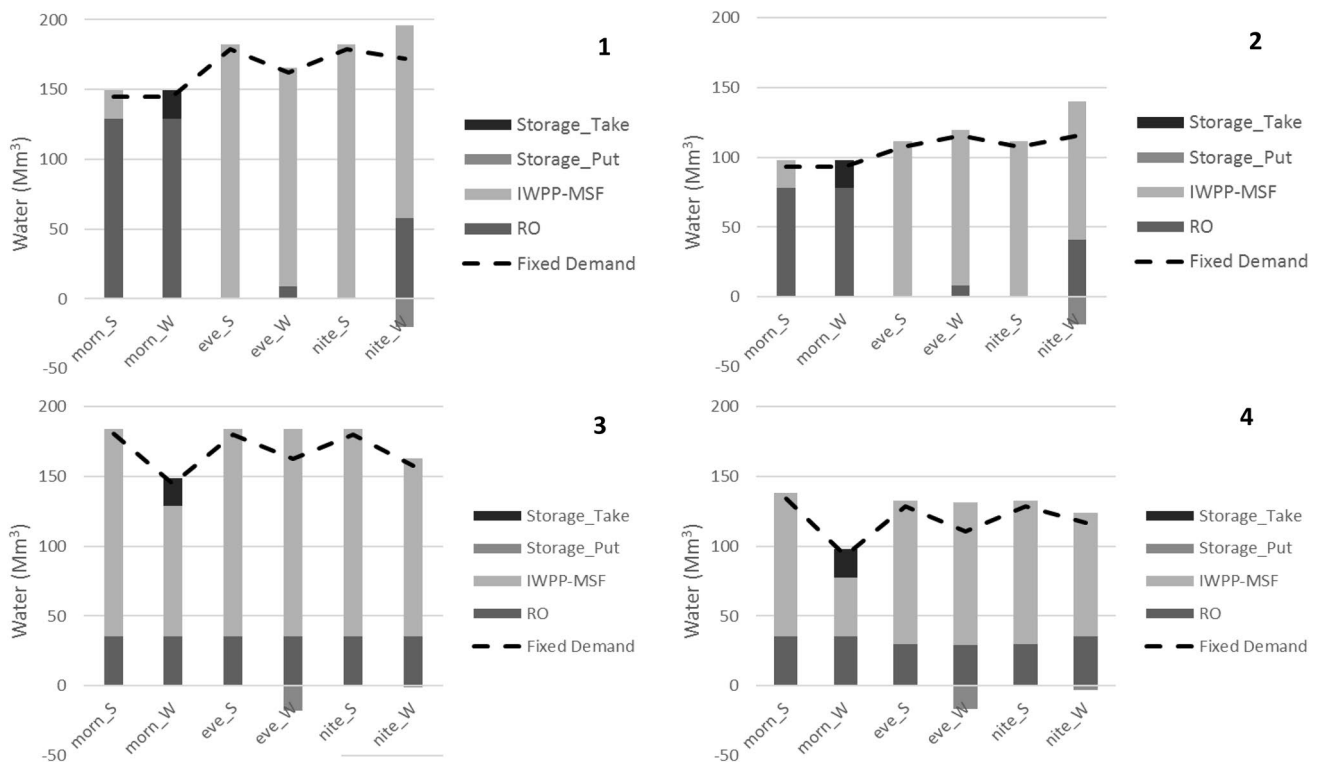 1
200
150
100
50
0
-50
Water (Mm³)
morn_S
morn_W
eve_S
eve_W
nite_S
nite_W
Storage_Take
Storage_Put
IWPP-MSF
RO
Fixed Demand
2
200
150
100
50
0
-50
Water (Mm³)
morn_S
morn_W
eve_S
eve_W
nite_S
nite_W
Storage_Take
Storage_Put
IWPP-MSF
RO
Fixed Demand
3
200
150
100
50
0
-50
Water (Mm³)
morn_S
morn_W
eve_S
eve_W
nite_S
nite_W
Storage_Take
Storage_Put
IWPP-MSF
RO
Fixed Demand
4
200
150
100
50
0
-50
Water (Mm³)
morn_S
morn_W
eve_S
eve_W
nite_S
nite_W
Storage_Take
Storage_Put
IWPP-MSF
RO
Fixed Demand